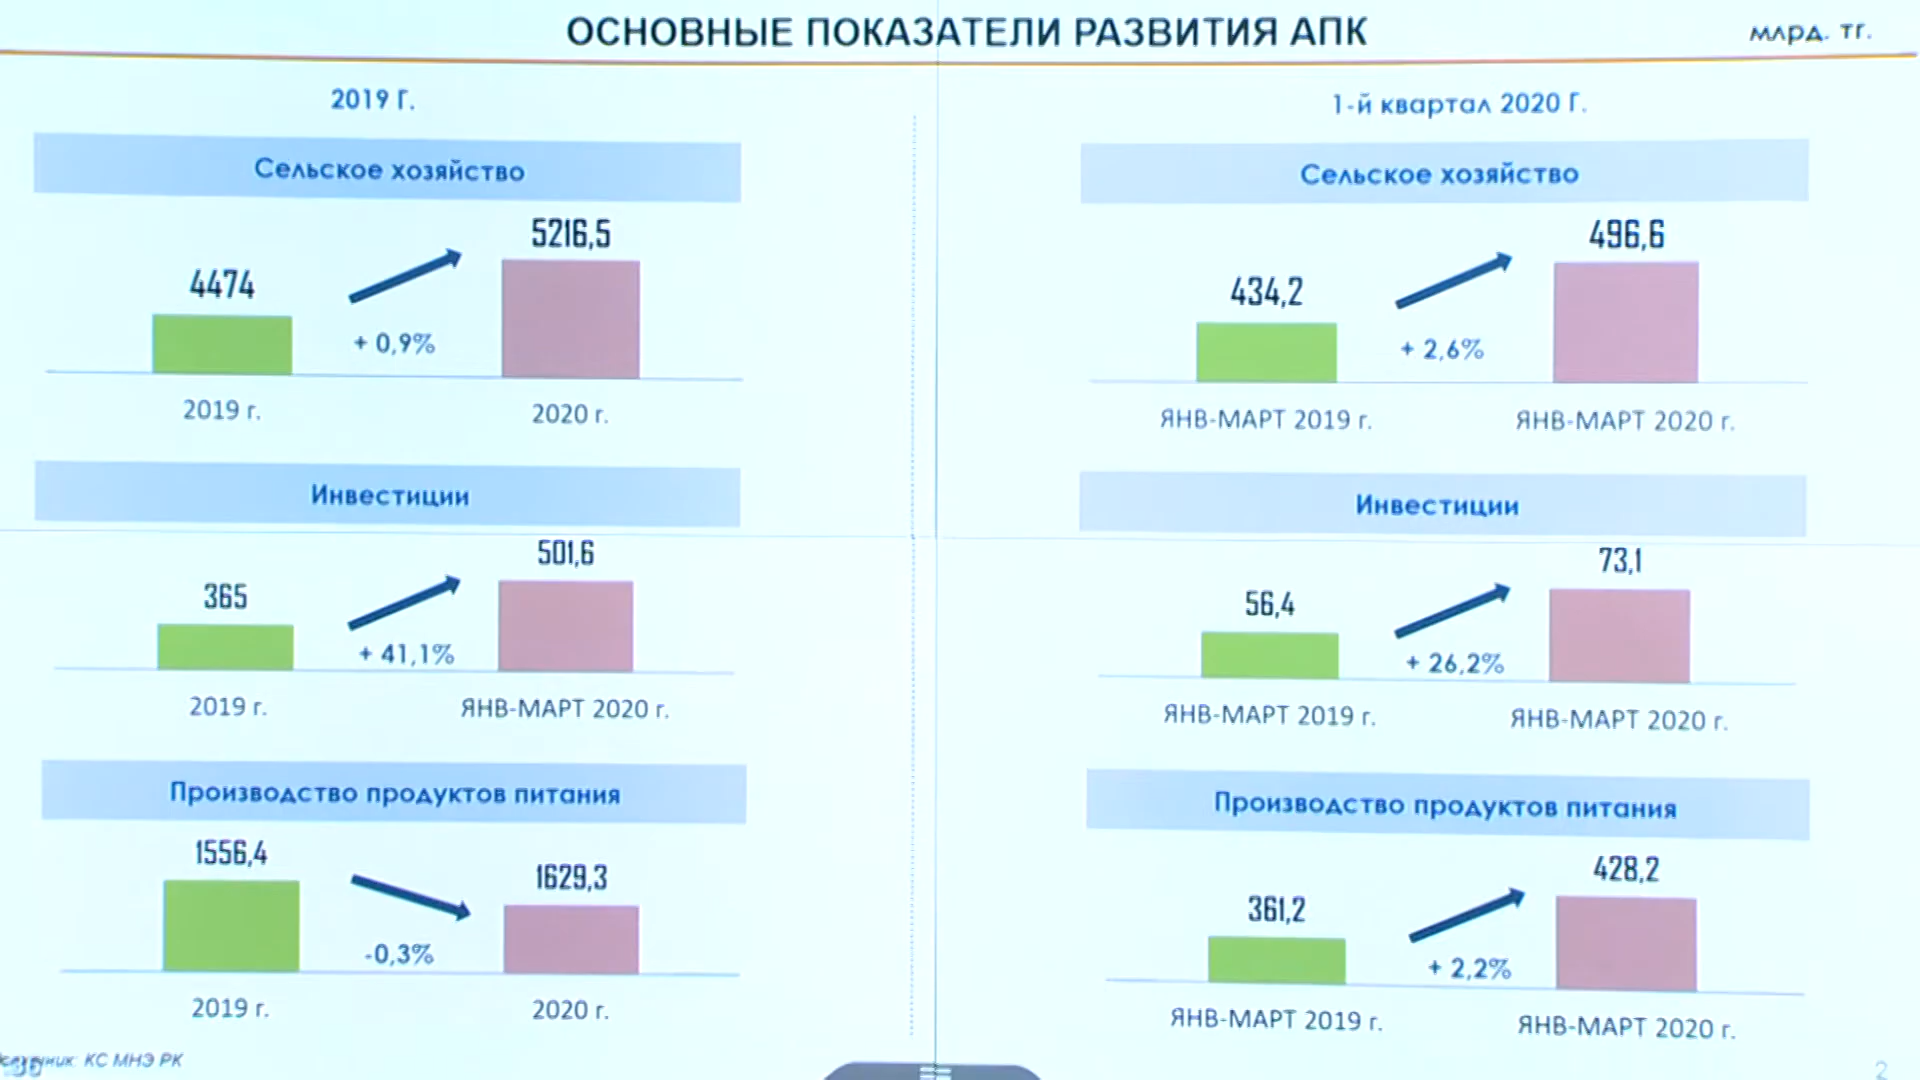 ОСНОВНЫЕ ПОКАЗАТЕЛИ РАЗВИТИЯ АПК
млрд. тг.
2019 Г.
Сельское хозяйство
4474
5216,5
+ 0,9%
2019 г.
2020 г.
Инвестиции
365
501,6
+ 41,1%
2019 г.
ЯНВ-МАРТ 2020 г.
Производство продуктов питания
1556,4
1629,3
-0,3%
2019 г.
2020 г.
1-й квартал 2020 Г.
Сельское хозяйство
434,2
496,6
+ 2,6%
ЯНВ-МАРТ 2019 г.
ЯНВ-МАРТ 2020 г.
Инвестиции
56,4
73,1
+ 26,2%
ЯНВ-МАРТ 2019 г.
ЯНВ-МАРТ 2020 г.
Производство продуктов питания
361,2
428,2
+ 2,2%
ЯНВ-МАРТ 2019 г.
ЯНВ-МАРТ 2020 г.
КС МНЭ РК
2